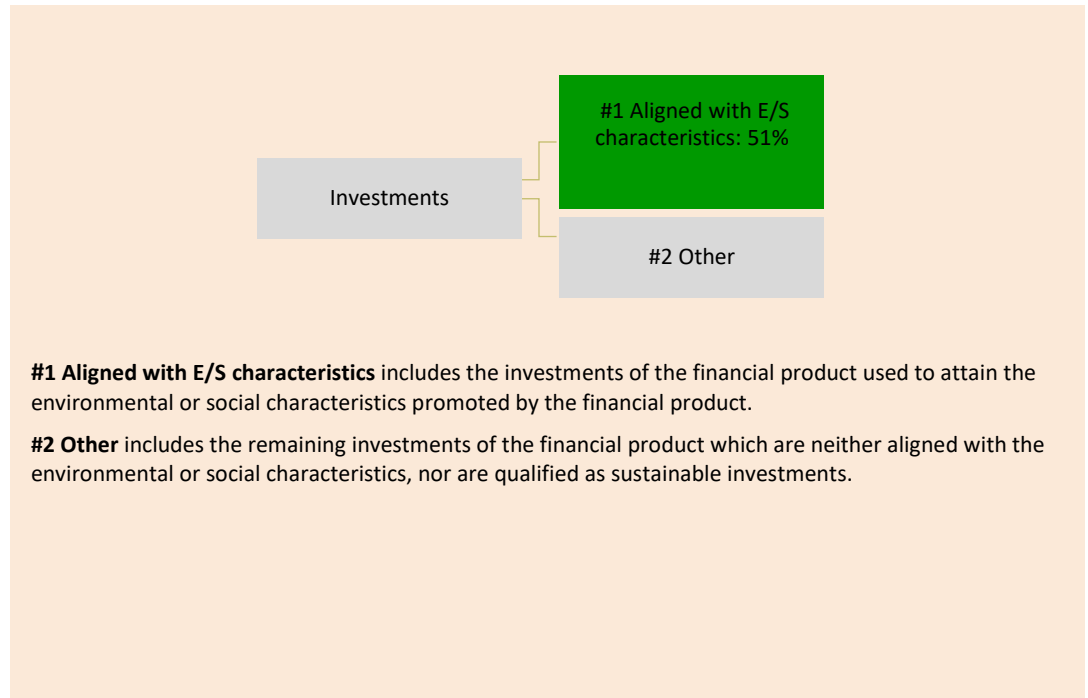 #1 Aligned with E/S
characteristics: 51%
Investments
#2 Other
#1 Aligned with E/S characteristics includes the investments of the financial product used to attain the
environmental or social characteristics promoted by the financial product.
#2 Other includes the remaining investments of the financial product which are neither aligned with the
environmental or social characteristics, nor are qualified as sustainable investments.